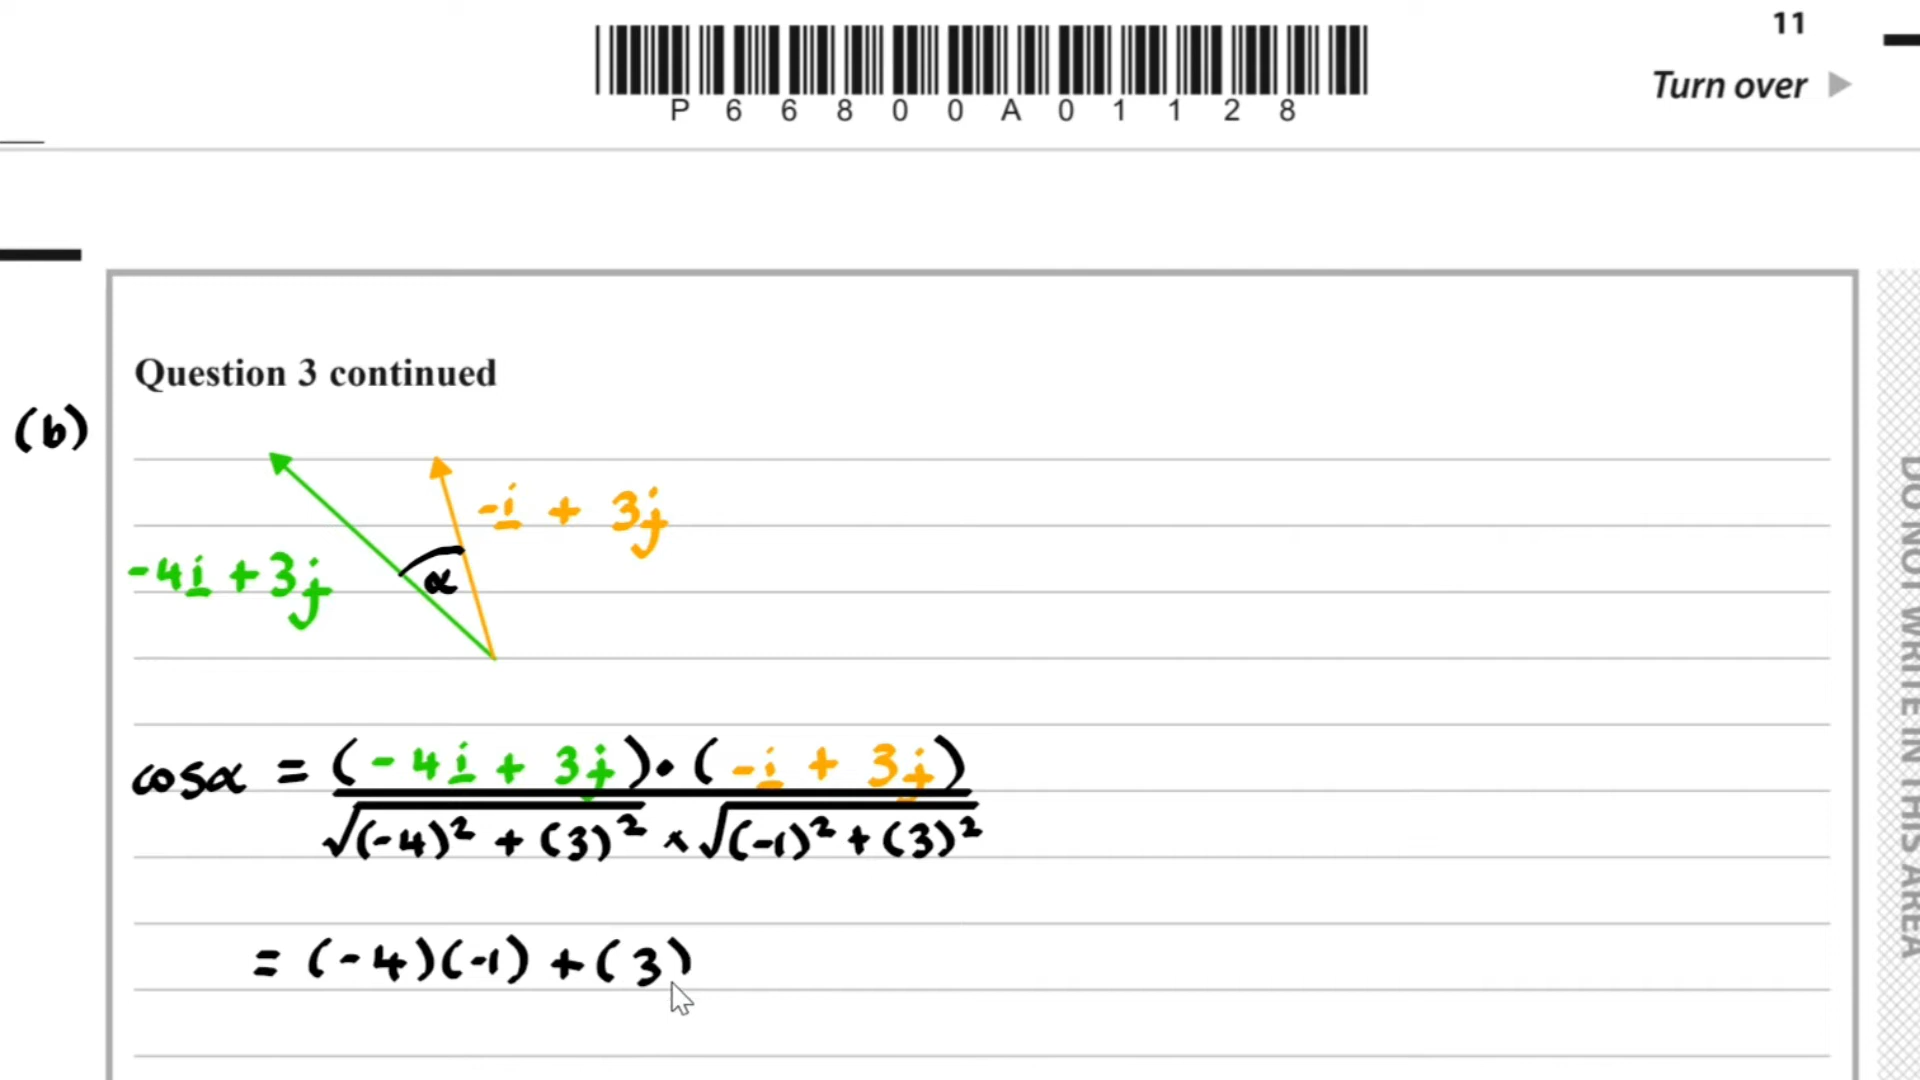 11
Turn over
P 6 6 8 0 0 A 0 1 1 2 8
Question 3 continued
(b)
-i + 3j
-4i + 3j
α
cosα = (-4i + 3j)•(-i + 3j)
√(-4)² + (3)² × √(-1)² + (3)²
= (-4)(-1) + (3)
DO NOT WRITE IN THIS AREA